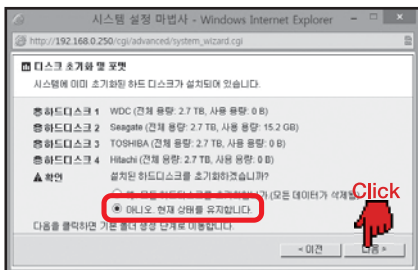 시스템 설정 마법사 - Windows Internet Explorer
http://192.168.0.250/cgi/advanced/system_wizard.cgi
디스크 초기화 및 포맷
시스템에 이미 초기화된 하드 디스크가 설치되어 있습니다.
하드디스크 1 WDC (전체 용량: 2.7 TB, 사용 용량: 0 B)
하드디스크 2 Seagate (전체 용량: 2.7 TB, 사용 용량: 15.2 GB)
하드디스크 3 TOSHIBA (전체 용량: 2.7 TB, 사용 용량: 0 B)
하드디스크 4 Hitachi (전체 용량: 2.7 TB, 사용 용량: 0 B)
확인 설치된 하드디스크를 초기화하겠습니까?
(모든 데이터가 삭제됨)
Click
아니오. 현재 상태를 유지합니다.
다음을 클릭하면 기본 폴더 생성 단계로 이동합니다.
< 이전 다음 >